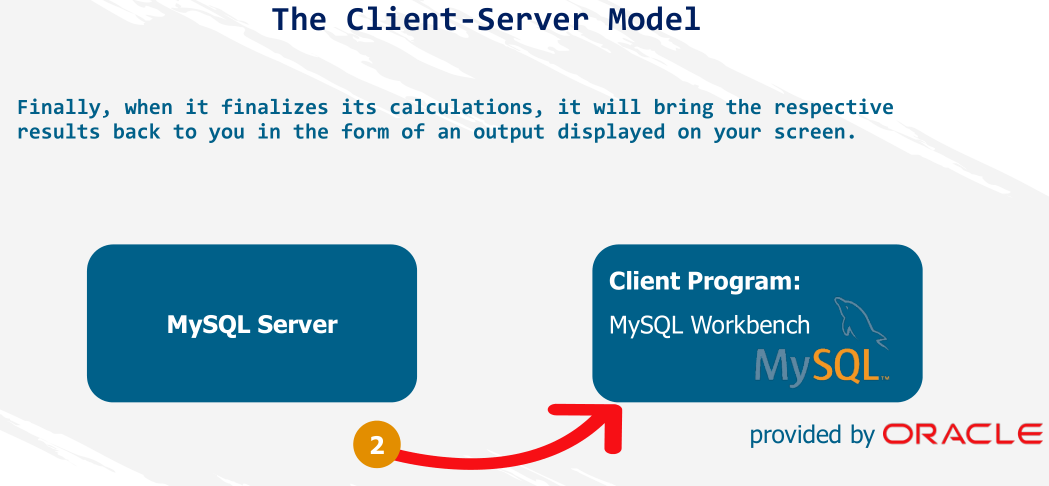 The Client-Server Model
Finally, when it finalizes its calculations, it will bring the respective
results back to you in the form of an output displayed on your screen.
MySQL Server
Client Program:
MySQL Workbench
MySQL™
2
provided by ORACLE